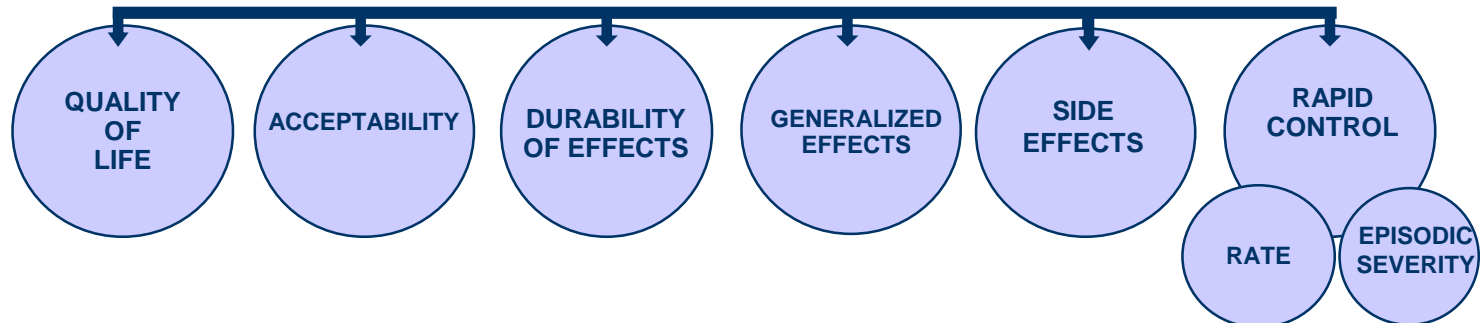 QUALITY
OF
LIFE
ACCEPTABILITY
DURABILITY
OF EFFECTS
GENERALIZED
EFFECTS
SIDE
EFFECTS
RAPID
CONTROL
RATE
EPISODIC
SEVERITY